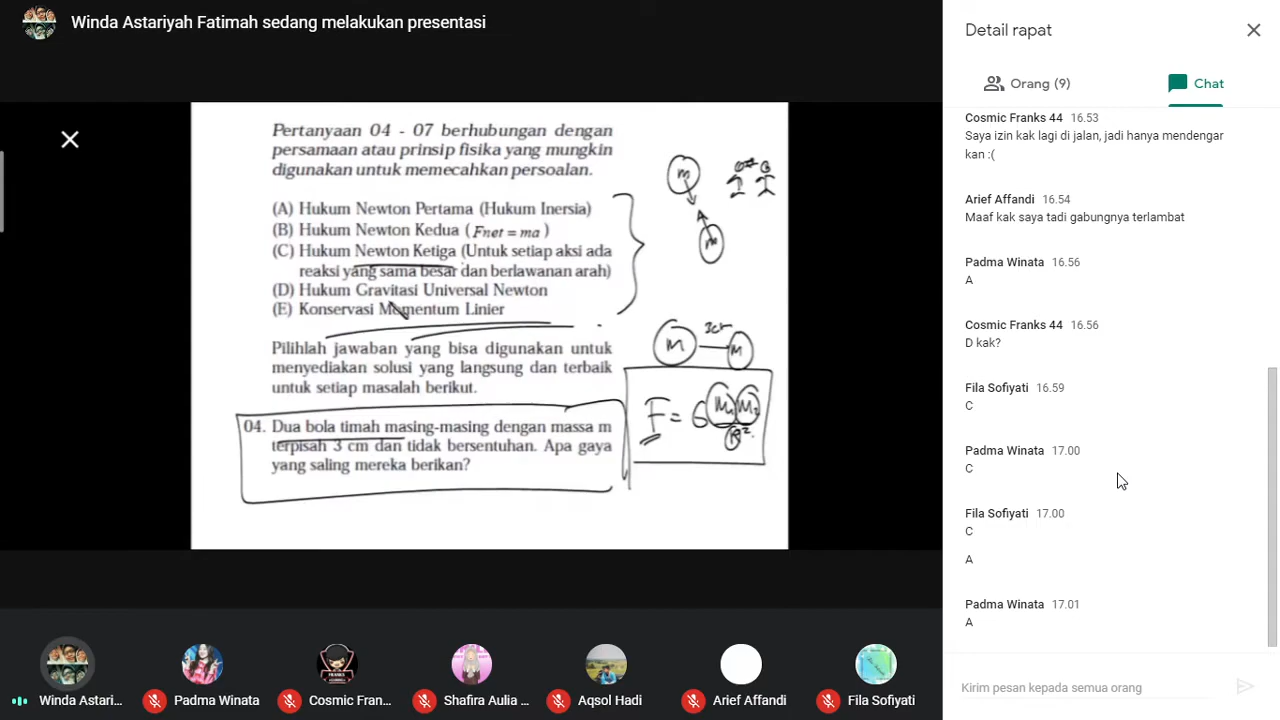 Winda Astariyah Fatimah sedang melakukan presentasi
Pertanyaan 04 - 07 berhubungan dengan
persamaan atau prinsip fisika yang mungkin
digunakan untuk memecahkan persoalan.
(A) Hukum Newton Pertama (Hukum Inersia)
(B) Hukum Newton Kedua (Fnet = ma)
(C) Hukum Newton Ketiga (Untuk setiap aksi ada
reaksi yang sama besar dan berlawanan arah)
(D) Hukum Gravitasi Universal Newton
(E) Konservasi Momentum Linier
Pilihlah jawaban yang bisa digunakan untuk
menyediakan solusi yang langsung dan terbaik
untuk setiap masalah berikut.
04. Dua bola timah masing-masing dengan massa m
terpisah 3 cm dan tidak bersentuhan. Apa gaya
yang saling mereka berikan?
m
m
3cm
m
m
F = G m₁ m₂
R²
Winda Astari...
Padma Winata
Cosmic Fran...
Shafira Aulia ...
Aqsol Hadi
Arief Affandi
Fila Sofiyati
Detail rapat
Orang (9)
Chat
Cosmic Franks 44 16.53
Saya izin kak lagi di jalan, jadi hanya mendengar
kan :(
Arief Affandi 16.54
Maaf kak saya tadi gabungnya terlambat
Padma Winata 16.56
A
Cosmic Franks 44 16.56
D kak?
Fila Sofiyati 16.59
C
Padma Winata 17.00
C
Fila Sofiyati 17.00
C
A
Padma Winata 17.01
A
Kirim pesan kepada semua orang